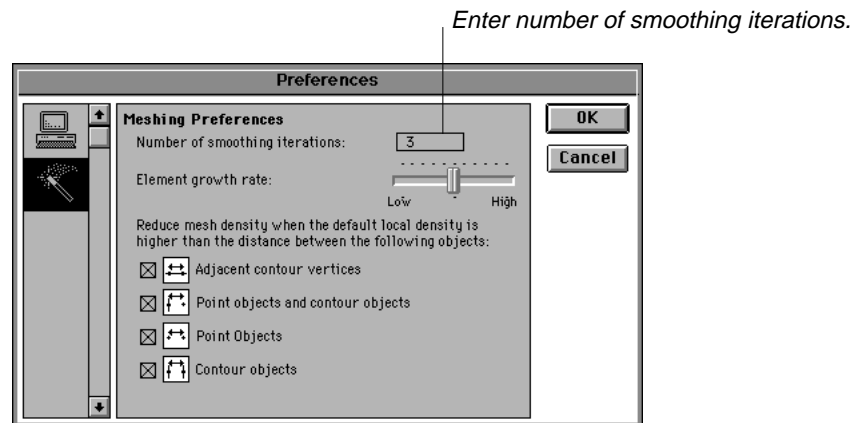 Enter number of smoothing iterations.
Preferences
Meshing Preferences
Number of smoothing iterations: 3
Element growth rate:
Low High
Reduce mesh density when the default local density is
higher than the distance between the following objects:
Adjacent contour vertices
Point objects and contour objects
Point Objects
Contour objects
OK
Cancel